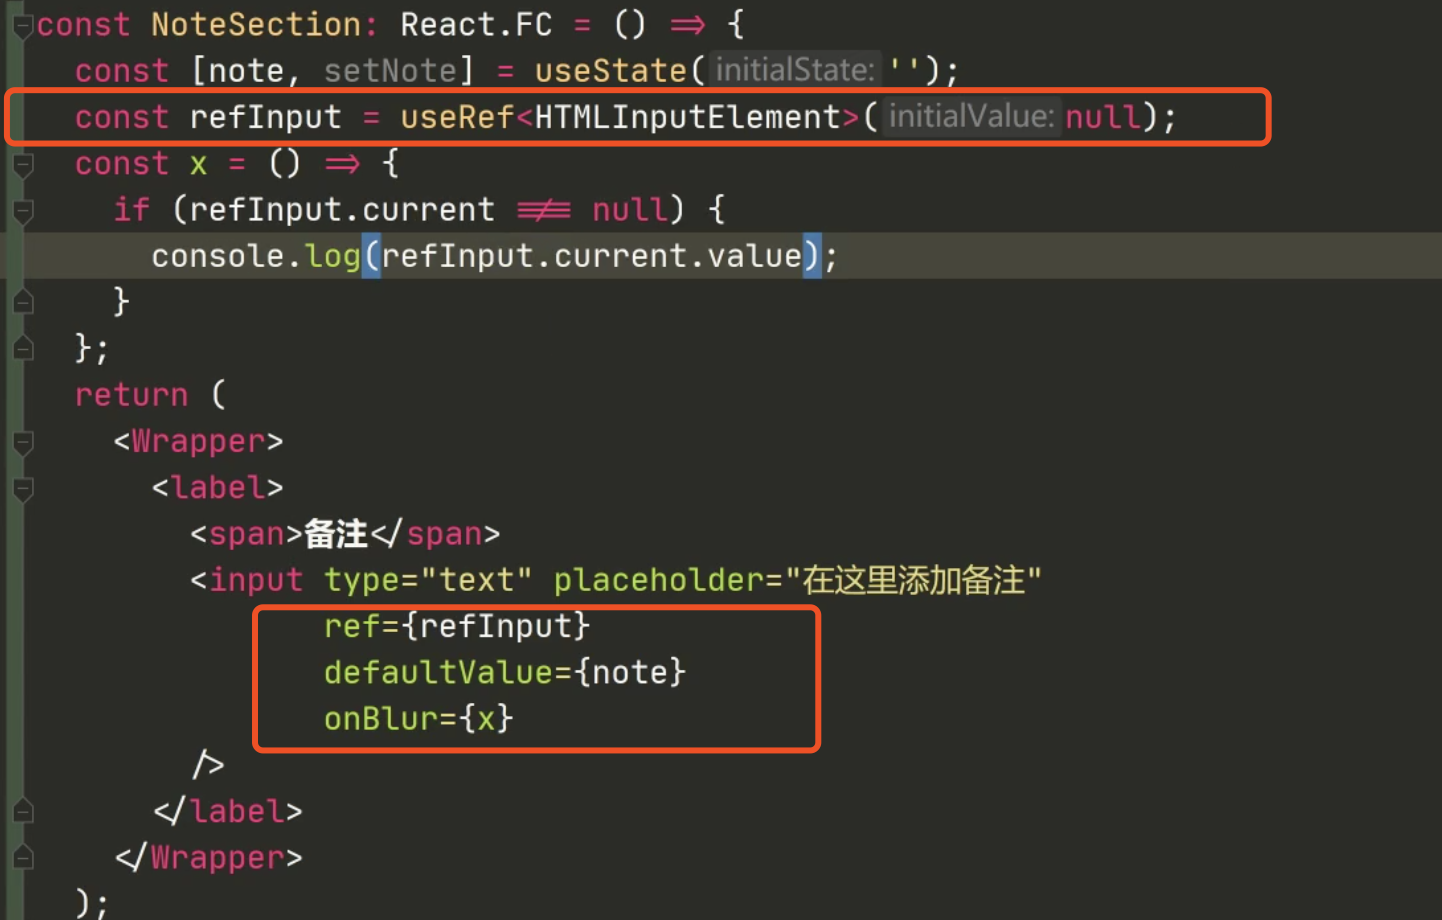 const NoteSection: React.FC = () => {
  const [note, setNote] = useState( initialState: '');
  const refInput = useRef<HTMLInputElement>( initialValue: null);
  const x = () => {
    if (refInput.current !== null) {
      console.log(refInput.current.value);
    }
  };
  return (
    <Wrapper>
      <label>
        <span>备注</span>
        <input type="text" placeholder="在这里添加备注"
               ref={refInput}
               defaultValue={note}
               onBlur={x}
        />
      </label>
    </Wrapper>
  );